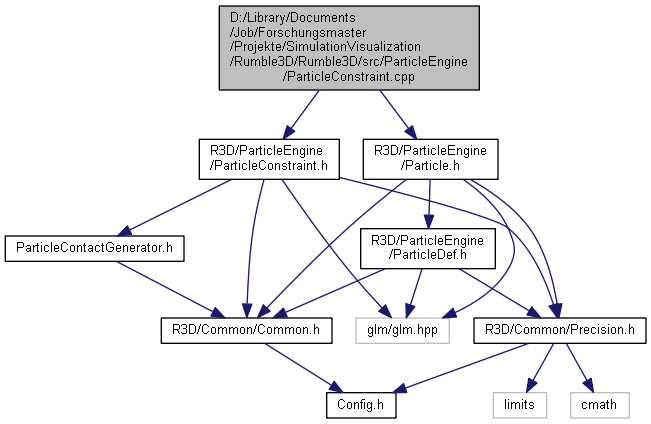 D:/Library/Documents
/Job/Forschungsmaster
/Projekte/SimulationVisualization
/Rumble3D/Rumble3D/src/ParticleEngine
/ParticleConstraint.cpp
R3D/ParticleEngine
/ParticleConstraint.h
R3D/ParticleEngine
/Particle.h
ParticleContactGenerator.h
R3D/ParticleEngine
/ParticleDef.h
R3D/Common/Common.h
glm/glm.hpp
R3D/Common/Precision.h
Config.h
limits
cmath